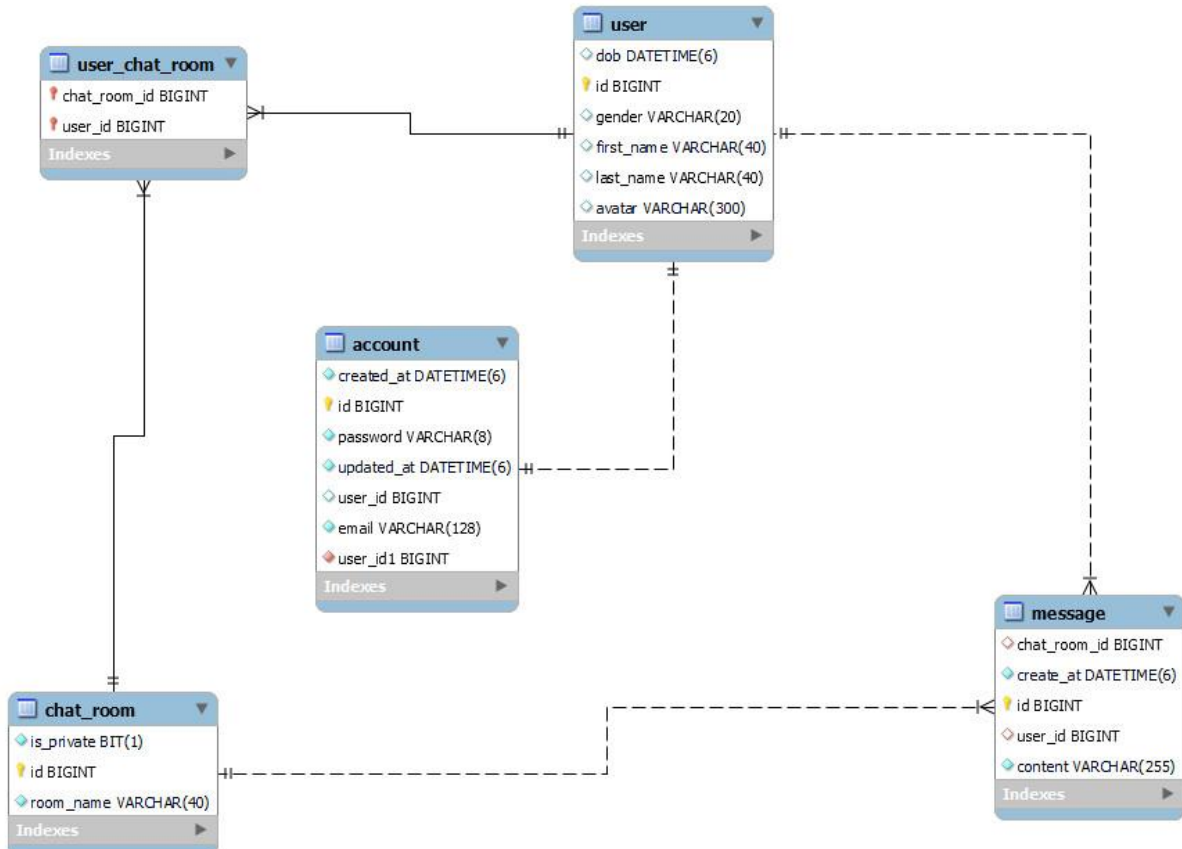 user
dob DATETIME(6)
id BIGINT
gender VARCHAR(20)
first_name VARCHAR(40)
last_name VARCHAR(40)
avatar VARCHAR(300)
Indexes
user_chat_room
chat_room_id BIGINT
user_id BIGINT
Indexes
account
created_at DATETIME(6)
id BIGINT
password VARCHAR(8)
updated_at DATETIME(6)
user_id BIGINT
email VARCHAR(128)
user_id1 BIGINT
Indexes
message
chat_room_id BIGINT
create_at DATETIME(6)
id BIGINT
user_id BIGINT
content VARCHAR(255)
Indexes
chat_room
is_private BIT(1)
id BIGINT
room_name VARCHAR(40)
Indexes